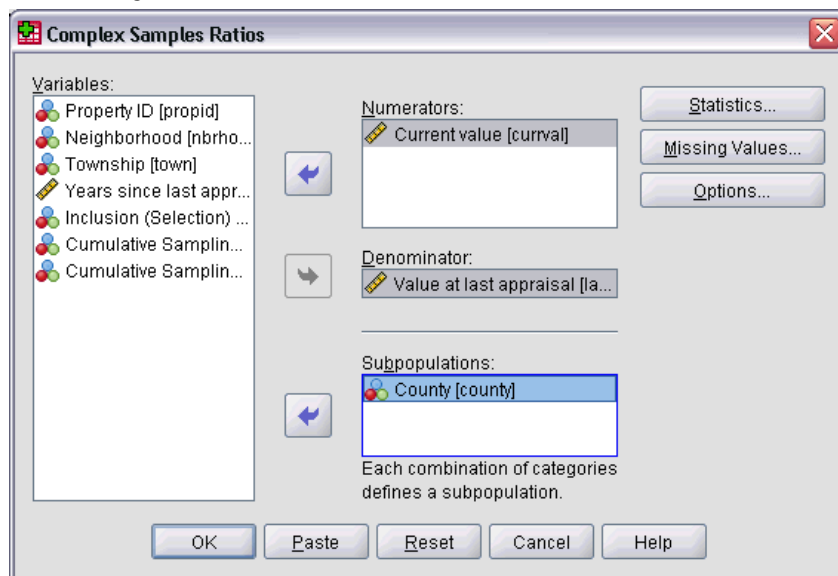 Complex Samples Ratios
Variables:
Property ID [propid]
Neighborhood [nbrho...
Township [town]
Years since last appr...
Inclusion (Selection) ...
Cumulative Samplin...
Cumulative Samplin...
Numerators:
Current value [currval]
Denominator:
Value at last appraisal [la...
Subpopulations:
County [county]
Each combination of categories
defines a subpopulation.
Statistics...
Missing Values...
Options...
OK
Paste
Reset
Cancel
Help